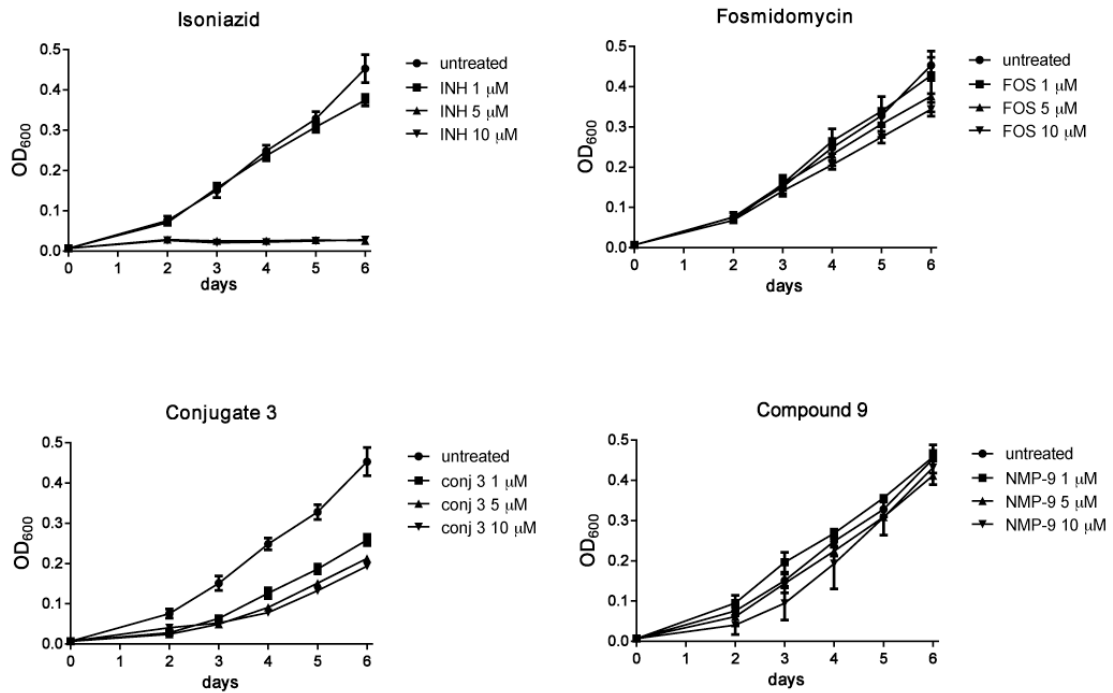 Isoniazid
0.5
0.4
0.3
0.2
0.1
0.0
OD600
0 1 2 3 4 5 6
days
untreated
INH 1 μM
INH 5 μM
INH 10 μM
Fosmidomycin
0.5
0.4
0.3
0.2
0.1
0.0
OD600
0 1 2 3 4 5 6
days
untreated
FOS 1 μM
FOS 5 μM
FOS 10 μM
Conjugate 3
0.5
0.4
0.3
0.2
0.1
0.0
OD600
0 1 2 3 4 5 6
days
untreated
conj 3 1 μM
conj 3 5 μM
conj 3 10 μM
Compound 9
0.5
0.4
0.3
0.2
0.1
0.0
OD600
0 1 2 3 4 5 6
days
untreated
NMP-9 1 μM
NMP-9 5 μM
NMP-9 10 μM